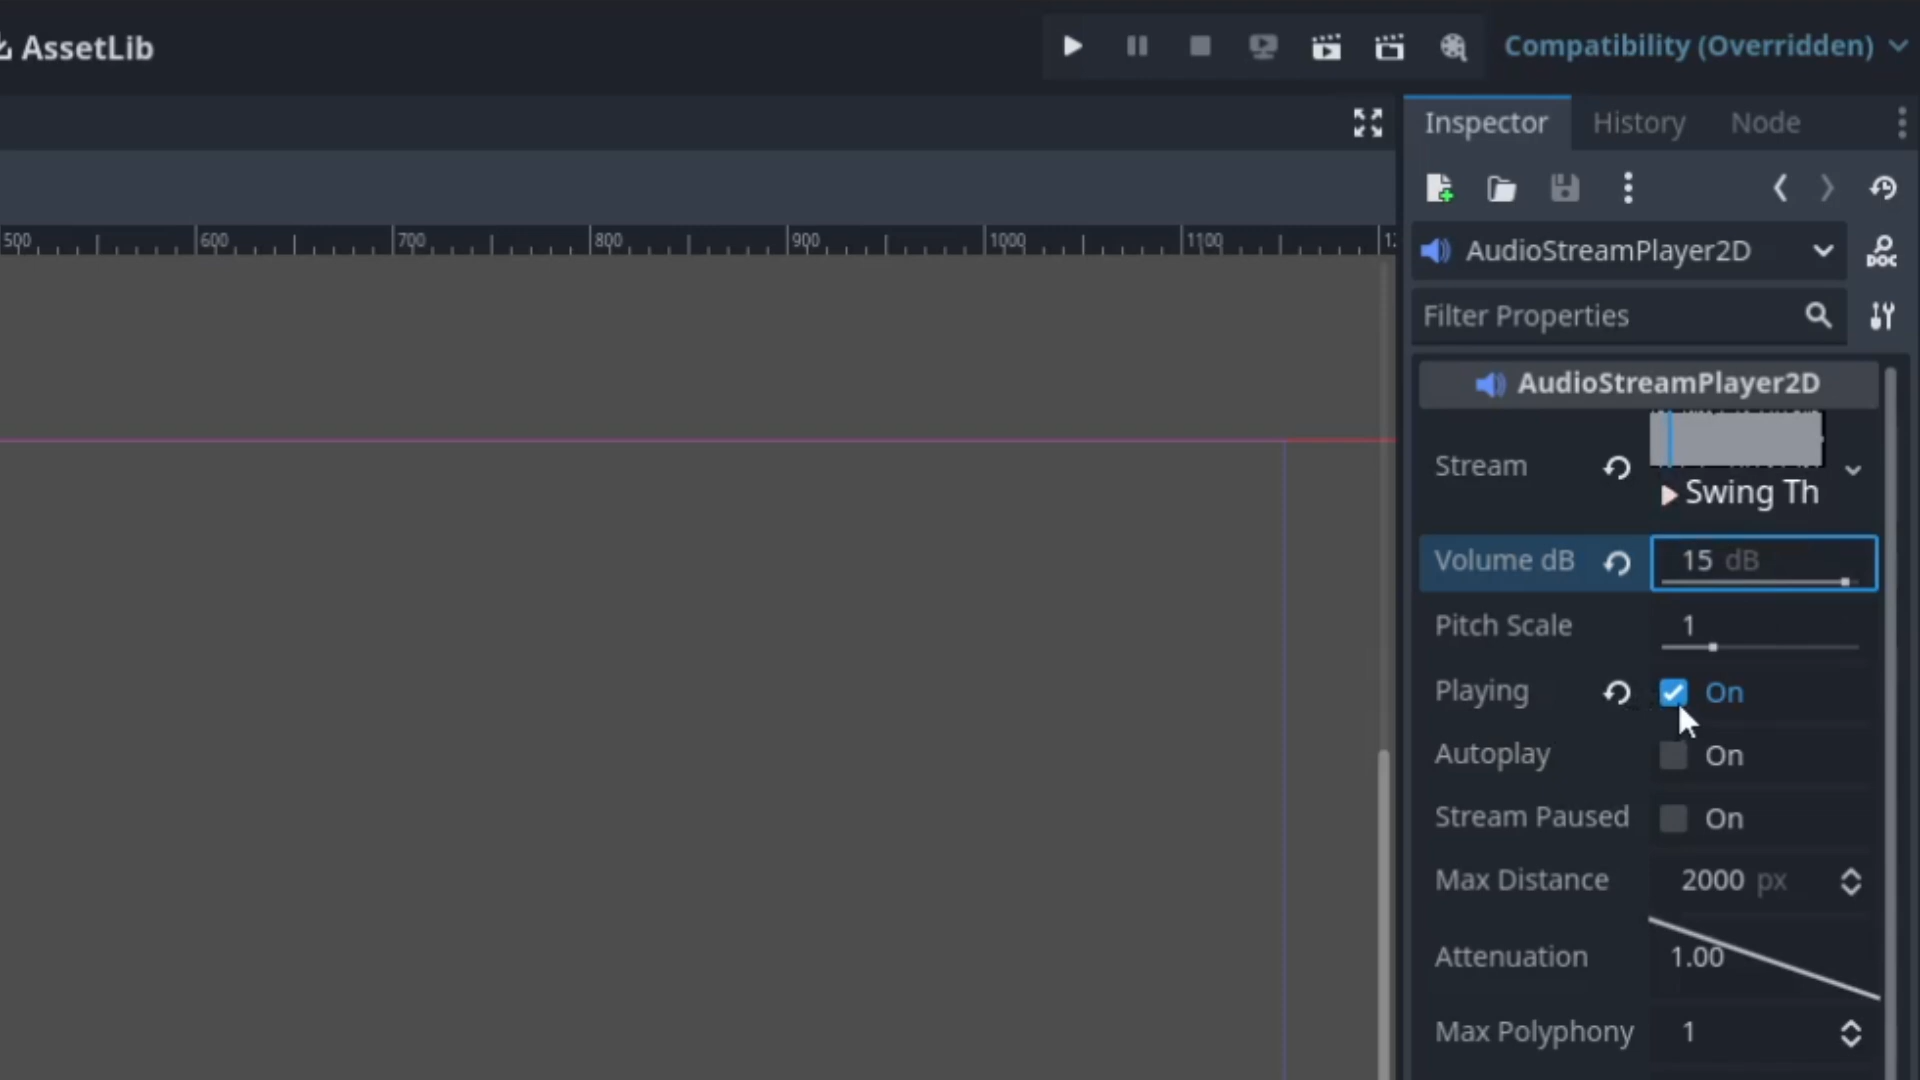 AssetLib
Compatibility (Overridden)
Inspector History Node
500 600 700 800 900 1000 1100
AudioStreamPlayer2D
DOC
Filter Properties
AudioStreamPlayer2D
Stream
Swing Th
Volume dB 15 dB
Pitch Scale 1
Playing On
Autoplay On
Stream Paused On
Max Distance 2000 px
Attenuation 1.00
Max Polyphony 1